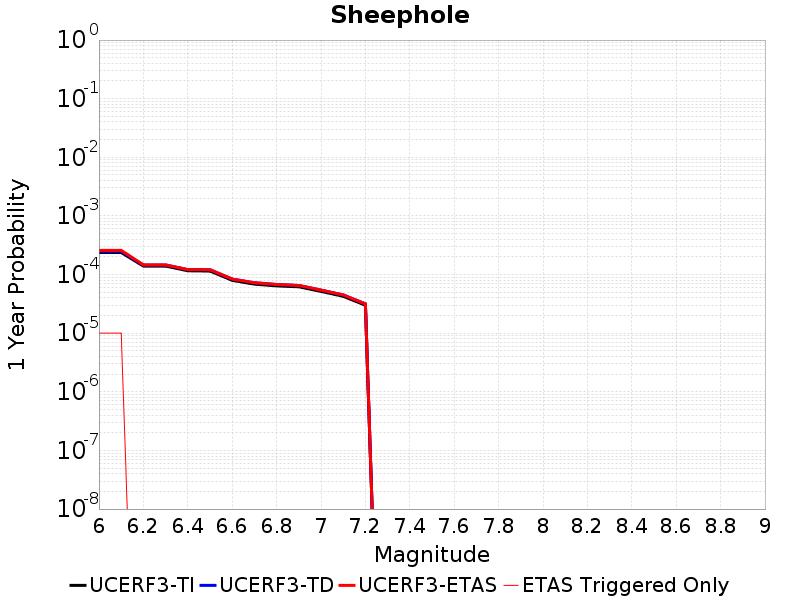 Sheephole
10^0
10^-1
10^-2
10^-3
10^-4
10^-5
10^-6
10^-7
10^-8
1 Year Probability
6 6.2 6.4 6.6 6.8 7 7.2 7.4 7.6 7.8 8 8.2 8.4 8.6 8.8 9
Magnitude
UCERF3-TI UCERF3-TD UCERF3-ETAS ETAS Triggered Only